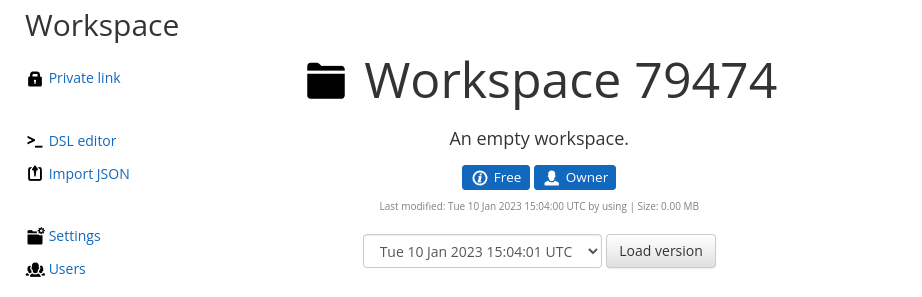 Workspace
Private link
DSL editor
Import JSON
Settings
Users
Workspace 79474
An empty workspace.
Free Owner
Last modified: Tue 10 Jan 2023 15:04:00 UTC by using | Size: 0.00 MB
Tue 10 Jan 2023 15:04:01 UTC Load version